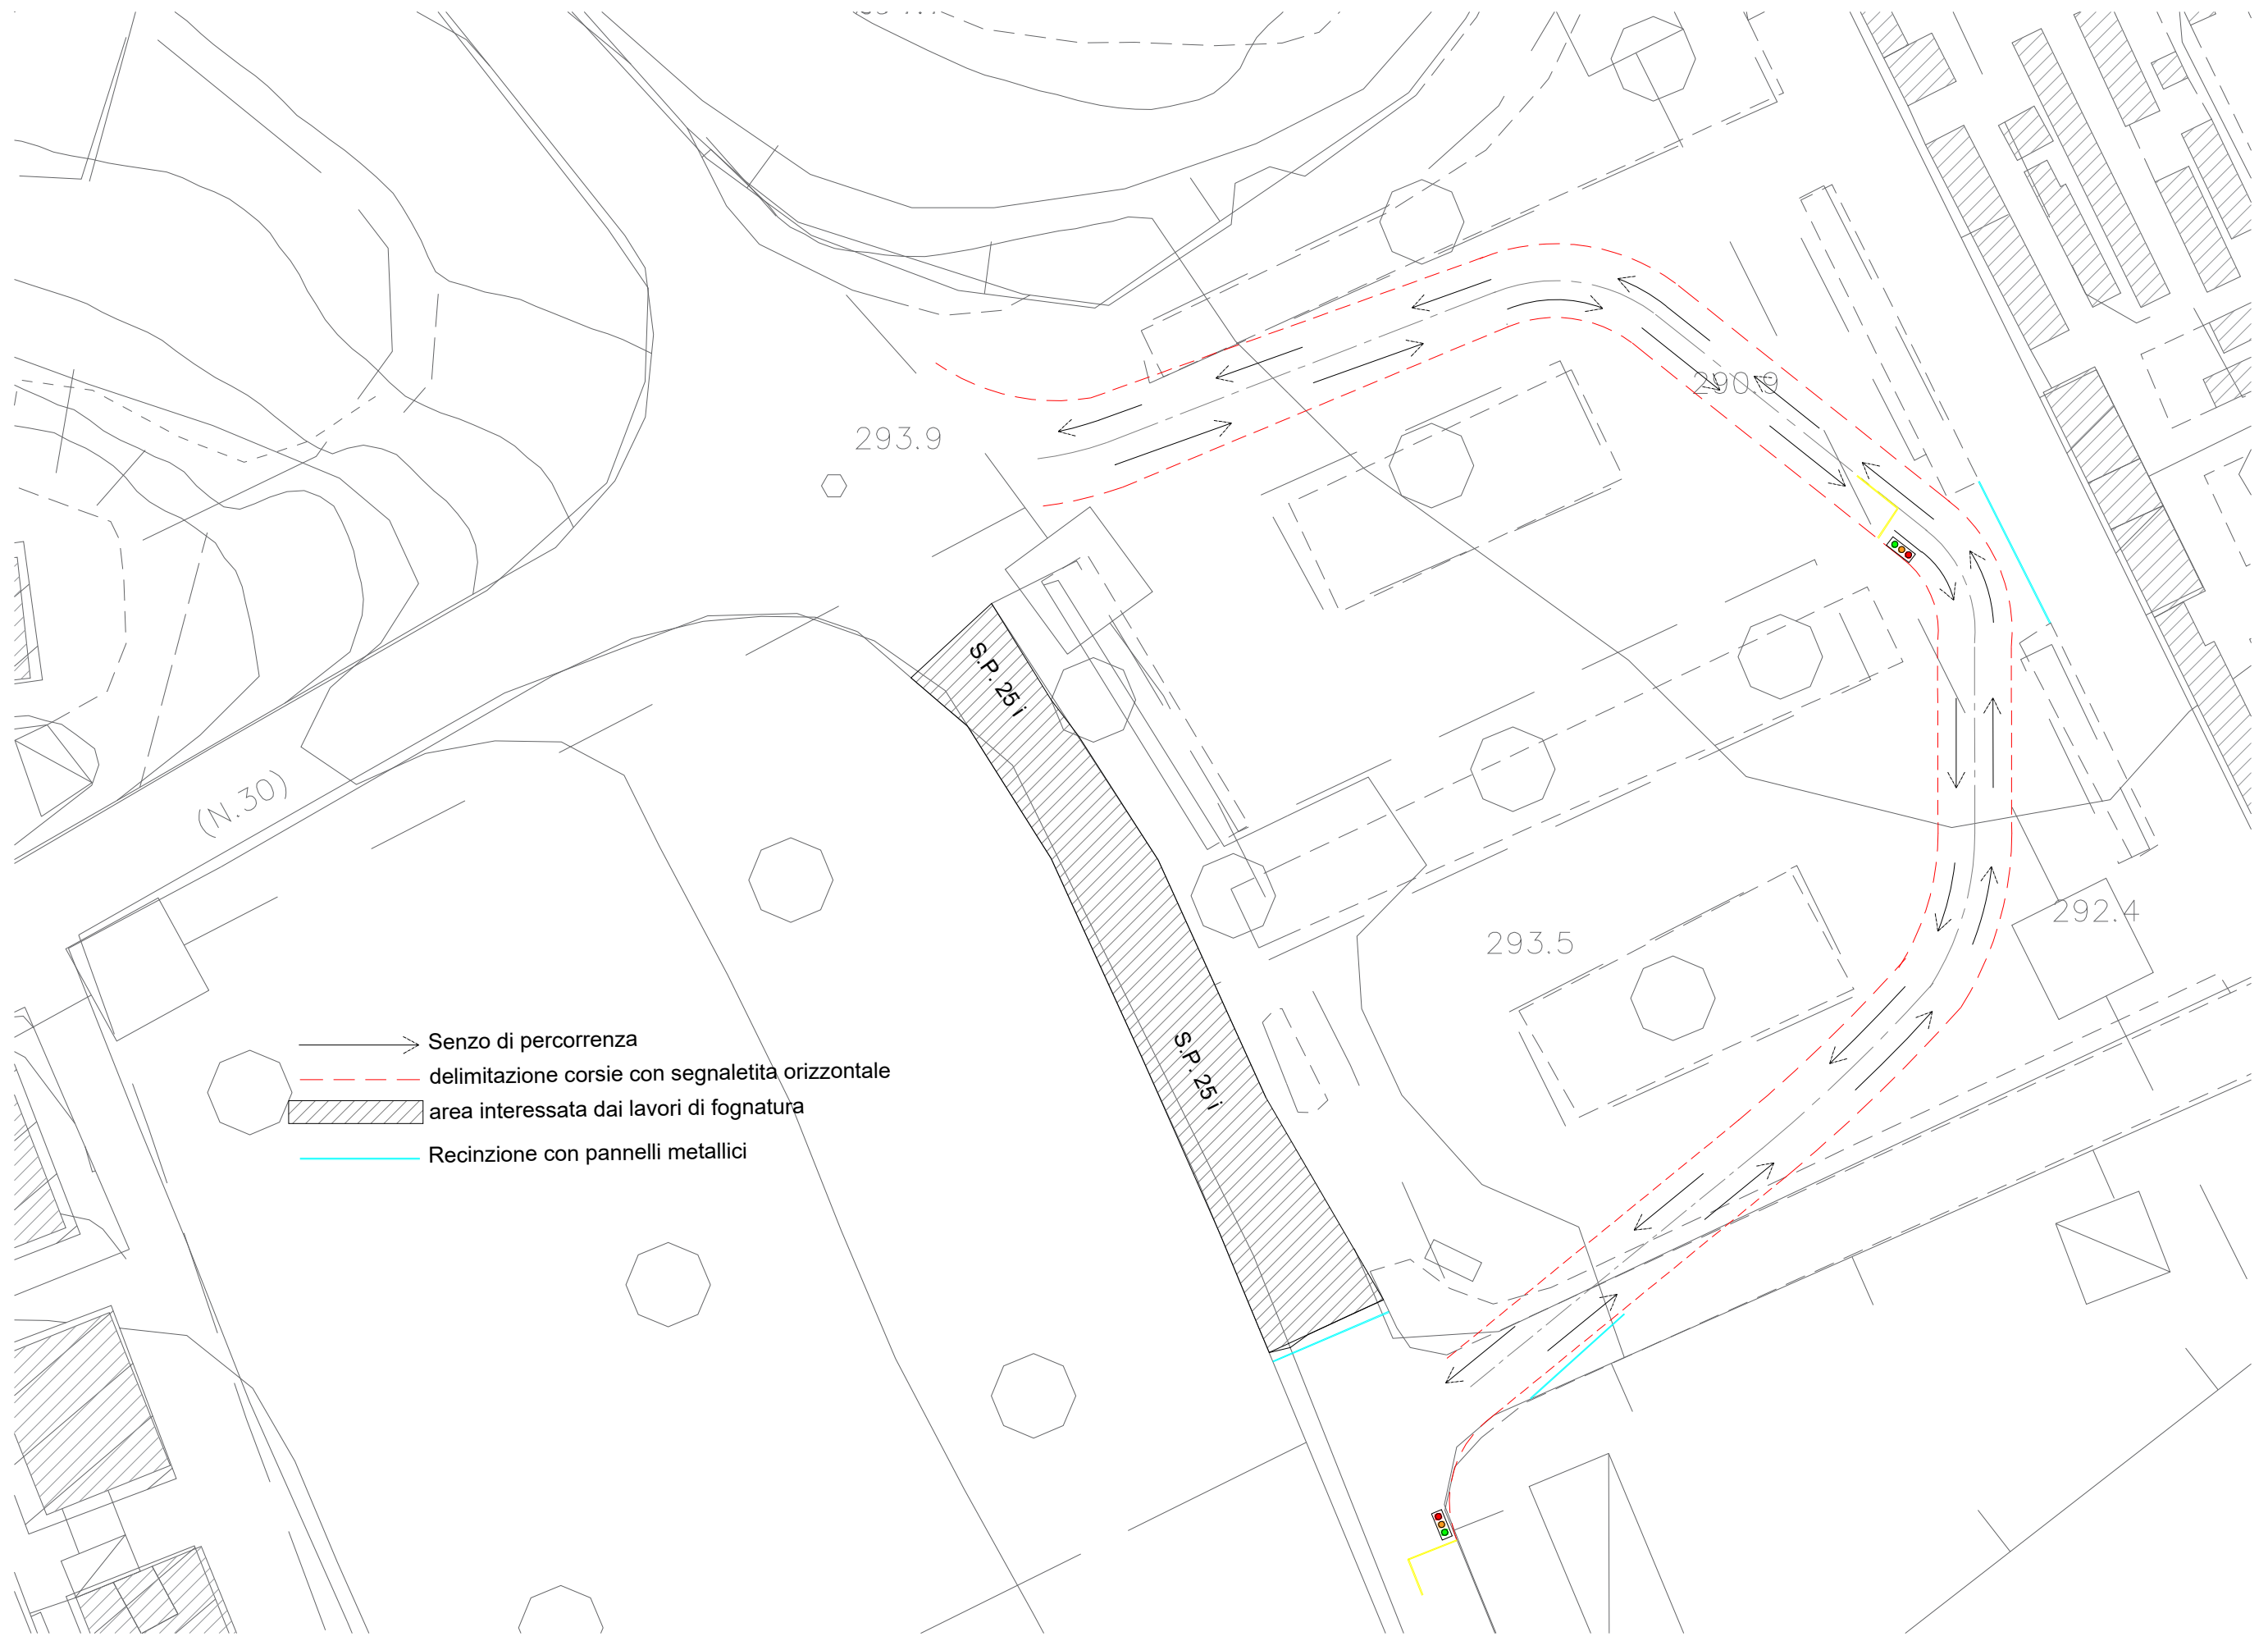 290.9
293.9
S.P. 25 i
(N.30)
292.4
293.5
S.P. 25 i
Senzo di percorrenza
delimitazione corsie con segnaletita orizzontale
area interessata dai lavori di fognatura
Recinzione con pannelli metallici